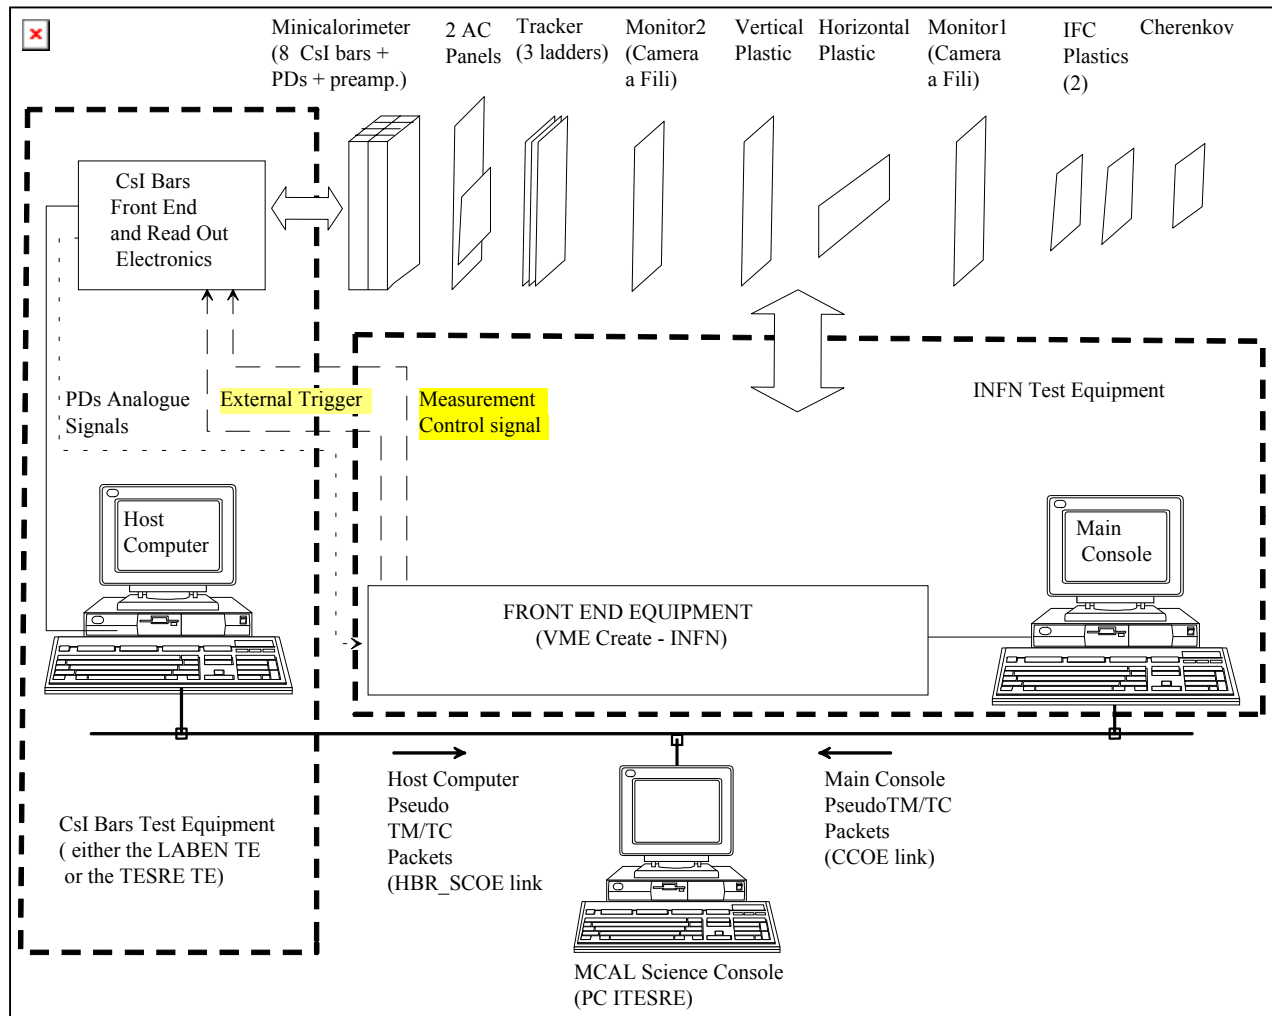 Minicalorimeter
(8 CsI bars +
PDs + preamp.)
2 AC
Panels
Tracker
(3 ladders)
Monitor2
(Camera
a Fili)
Vertical
Plastic
Horizontal
Plastic
Monitor1
(Camera
a Fili)
IFC
Plastics
(2)
Cherenkov
CsI Bars
Front End
and Read Out
Electronics
PDs Analogue
Signals
External Trigger
Measurement
Control signal
INFN Test Equipment
Host
Computer
Main
Console
FRONT END EQUIPMENT
(VME Create - INFN)
Host Computer
Pseudo
TM/TC
Packets
(HBR_SCOE link
Main Console
PseudoTM/TC
Packets
(CCOE link)
CsI Bars Test Equipment
( either the LABEN TE
or the TESRE TE)
MCAL Science Console
(PC ITESRE)